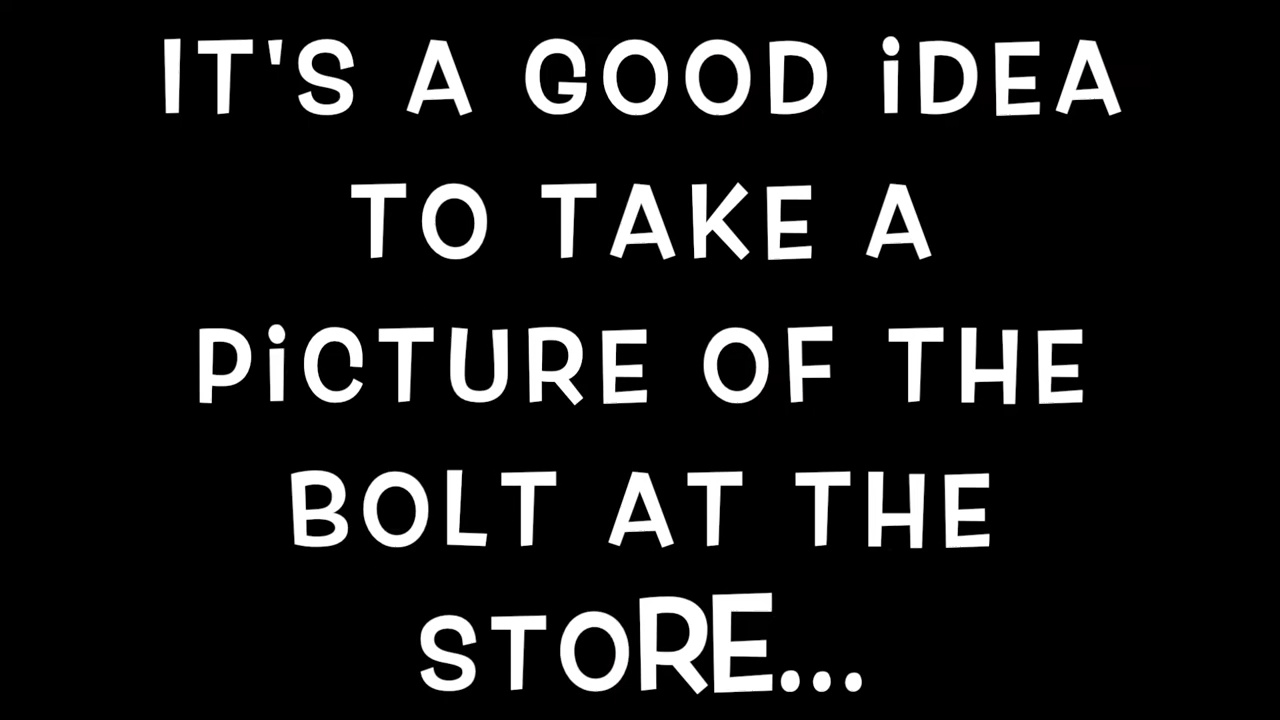 IT'S A GOOD iDEA
TO TAKE A
PiCTURE OF THE
BOLT AT THE
STORE...